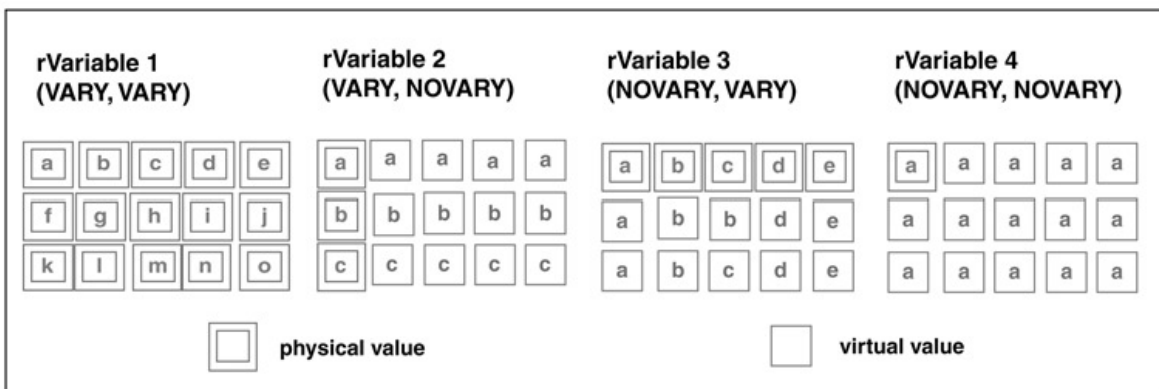 rVariable 1
(VARY, VARY)
rVariable 2
(VARY, NOVARY)
rVariable 3
(NOVARY, VARY)
rVariable 4
(NOVARY, NOVARY)
a b c d e
f g h i j
k l m n o
a a a a a
b b b b b
c c c c c
a b c d e
a b b d e
a b c d e
a a a a a
a a a a a
a a a a a
physical value
virtual value